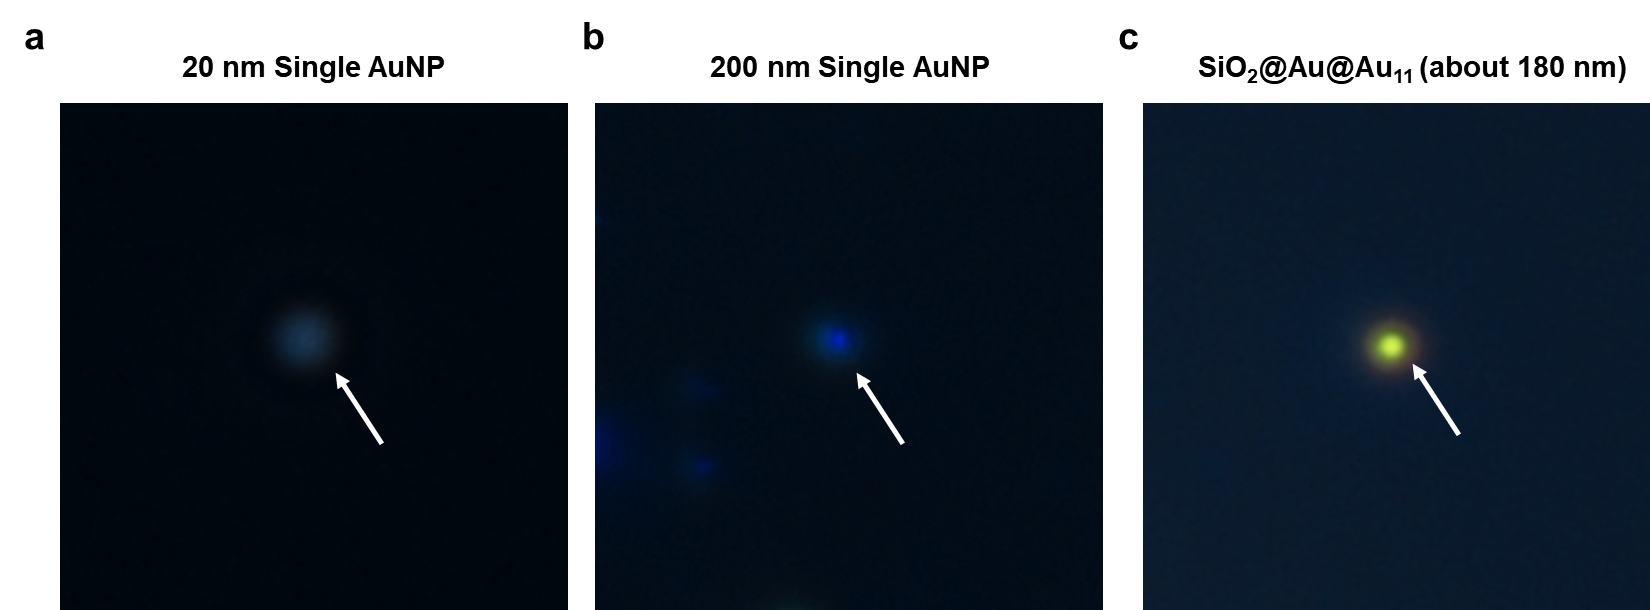 a
20 nm Single AuNP
b
200 nm Single AuNP
c
SiO₂@Au@Au₁₁ (about 180 nm)